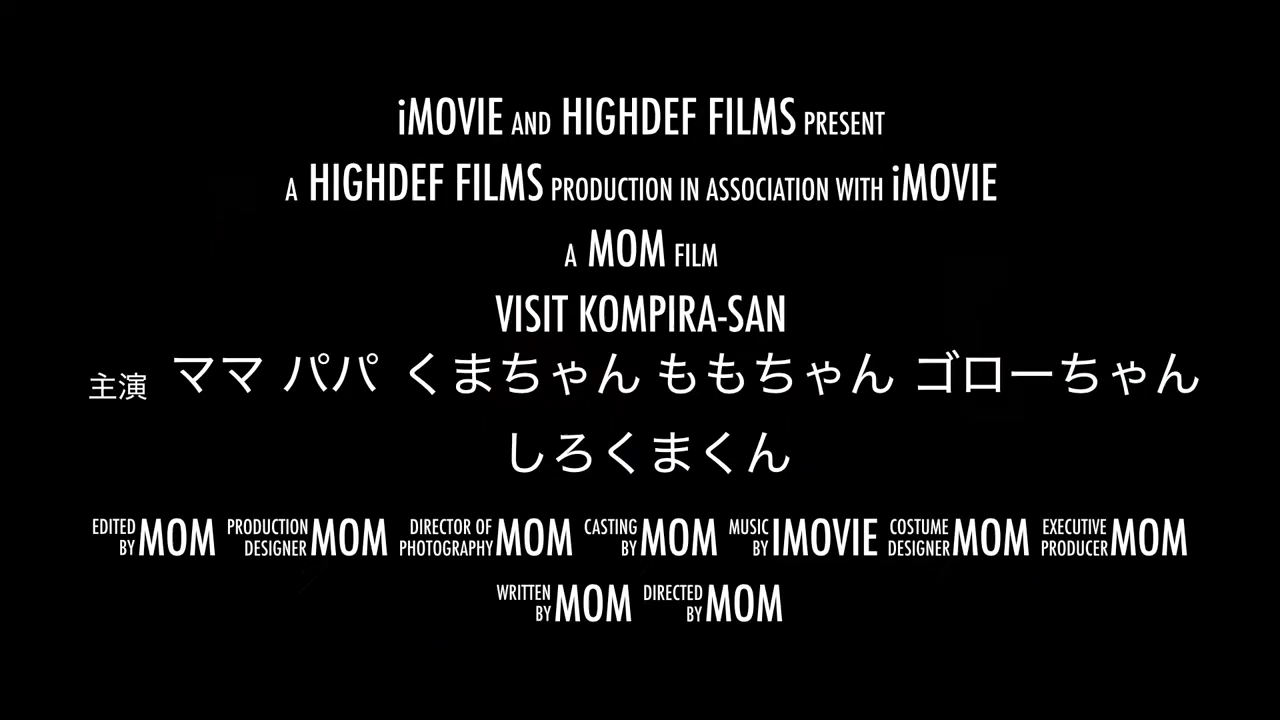 iMOVIE AND HIGHDEF FILMS PRESENT
A HIGHDEF FILMS PRODUCTION IN ASSOCIATION WITH iMOVIE
A MOM FILM
VISIT KOMPIRA-SAN
主演 ママ パパ くまちゃん ももちゃん ゴローちゃん
しろくまくん
EDITED BY MOM PRODUCTION DESIGNER MOM DIRECTOR OF PHOTOGRAPHY MOM CASTING BY MOM MUSIC BY IMOVIE COSTUME DESIGNER MOM EXECUTIVE PRODUCER MOM
WRITTEN BY MOM DIRECTED BY MOM